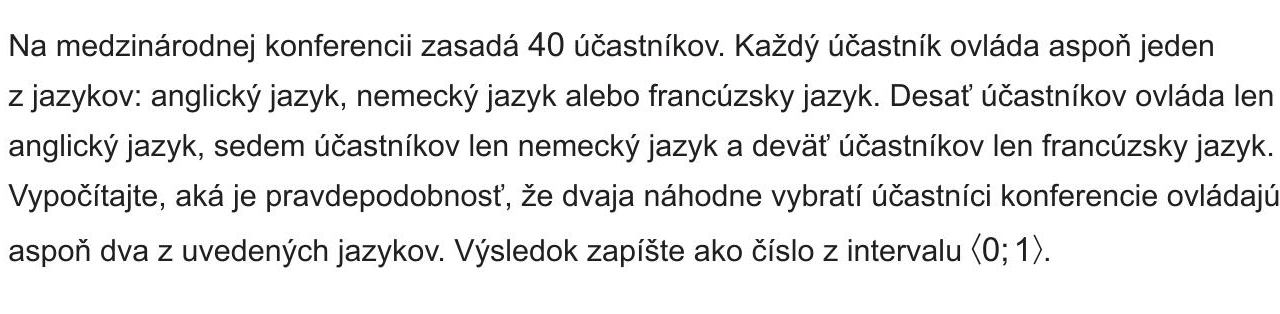 Na medzinárodnej konferencii zasadá 40 účastníkov. Každý účastník ovláda aspoň jeden
z jazykov: anglický jazyk, nemecký jazyk alebo francúzsky jazyk. Desať účastníkov ovláda len
anglický jazyk, sedem účastníkov len nemecký jazyk a deväť účastníkov len francúzsky jazyk.
Vypočítajte, aká je pravdepodobnosť, že dvaja náhodne vybratí účastníci konferencie ovládajú
aspoň dva z uvedených jazykov. Výsledok zapíšte ako číslo z intervalu ⟨0; 1⟩.